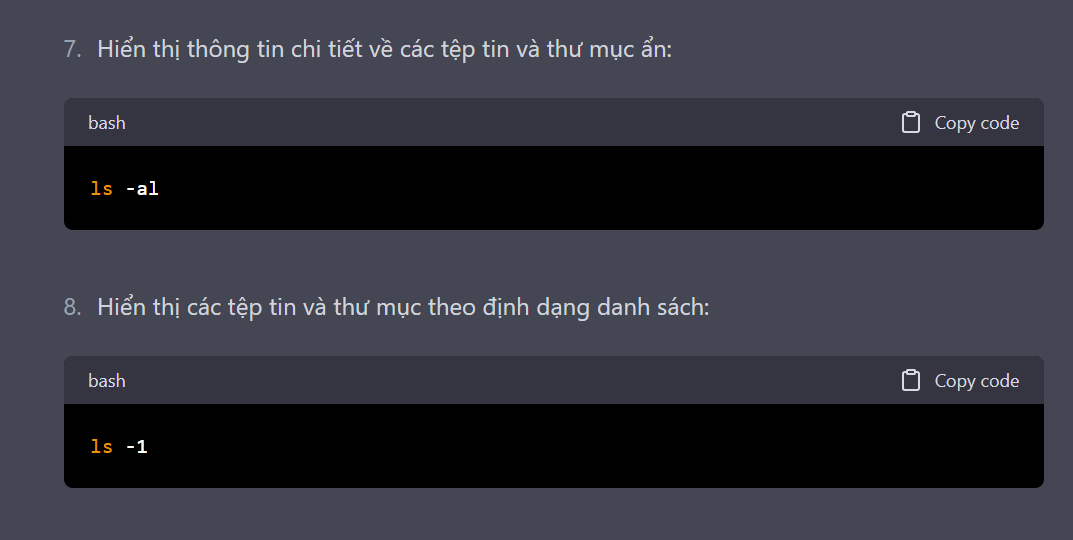 7. Hiển thị thông tin chi tiết về các tệp tin và thư mục ẩn:
bash Copy code
ls -al
8. Hiển thị các tệp tin và thư mục theo định dạng danh sách:
bash Copy code
ls -1